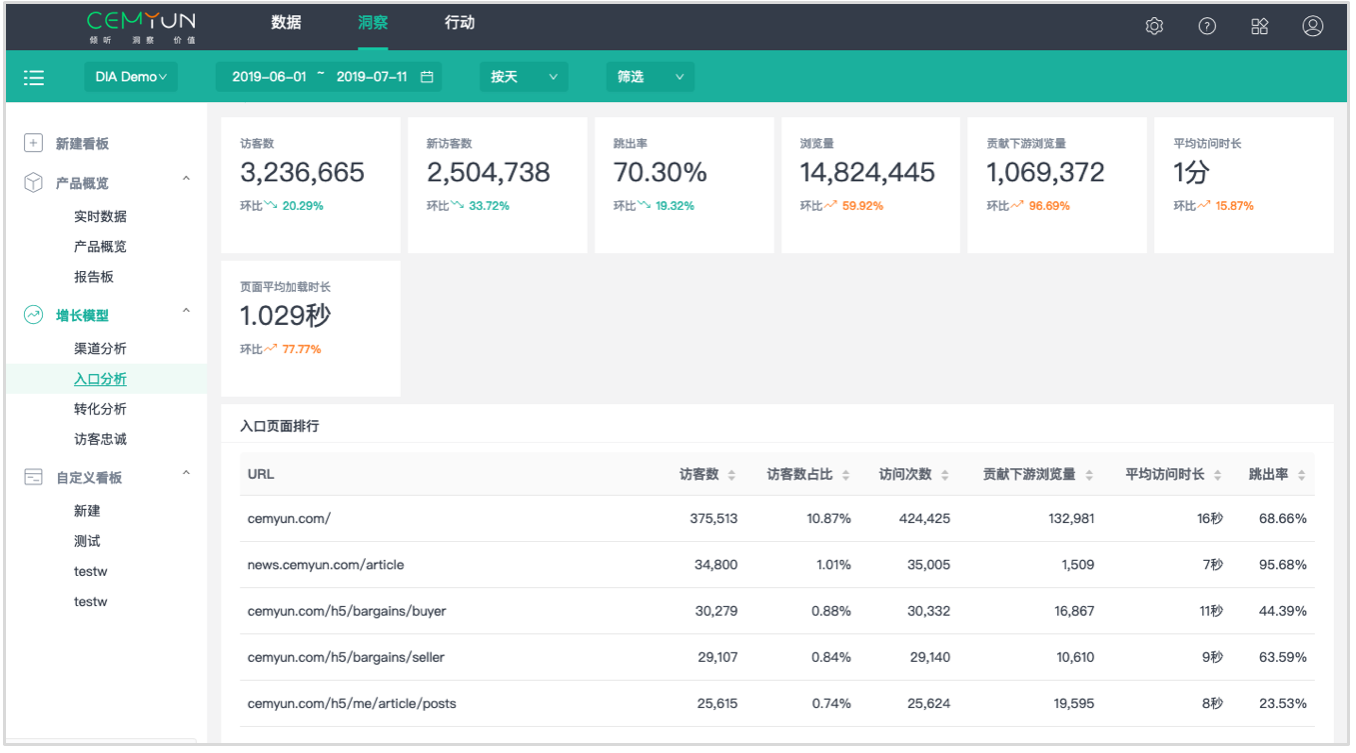 CEMYUN 数据 洞察 行动
倾听 洞察 价值
DIA Demo 2019-06-01 ~ 2019-07-11 按天 筛选
新建看板
产品概览
实时数据
产品概览
报告板
增长模型
渠道分析
入口分析
转化分析
访客忠诚
自定义看板
新建
测试
testw
testw
访客数
3,236,665
环比 20.29%
新访客数
2,504,738
环比 33.72%
跳出率
70.30%
环比 19.32%
浏览量
14,824,445
环比 59.92%
贡献下游浏览量
1,069,372
环比 96.69%
平均访问时长
1分
环比 15.87%
页面平均加载时长
1.029秒
环比 77.77%
入口页面排行
URL 访客数 访客数占比 访问次数 贡献下游浏览量 平均访问时长 跳出率
cemyun.com/ 375,513 10.87% 424,425 132,981 16秒 68.66%
news.cemyun.com/article 34,800 1.01% 35,005 1,509 7秒 95.68%
cemyun.com/h5/bargains/buyer 30,279 0.88% 30,332 16,867 11秒 44.39%
cemyun.com/h5/bargains/seller 29,107 0.84% 29,140 10,610 9秒 63.59%
cemyun.com/h5/me/article/posts 25,615 0.74% 25,624 19,595 8秒 23.53%